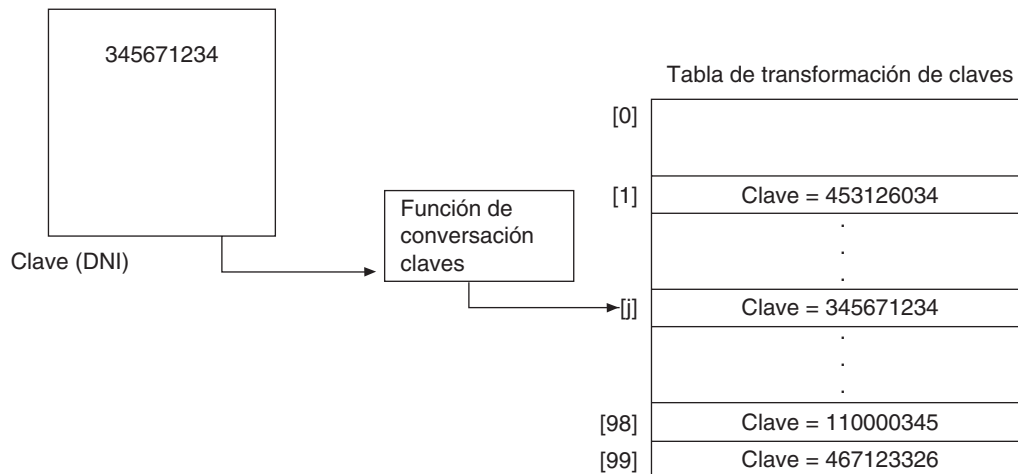 345671234
Clave (DNI)
Función de
conversación
claves
Tabla de transformación de claves
[0]
[1] Clave = 453126034
.
.
.
[j] Clave = 345671234
.
.
.
[98] Clave = 110000345
[99] Clave = 467123326